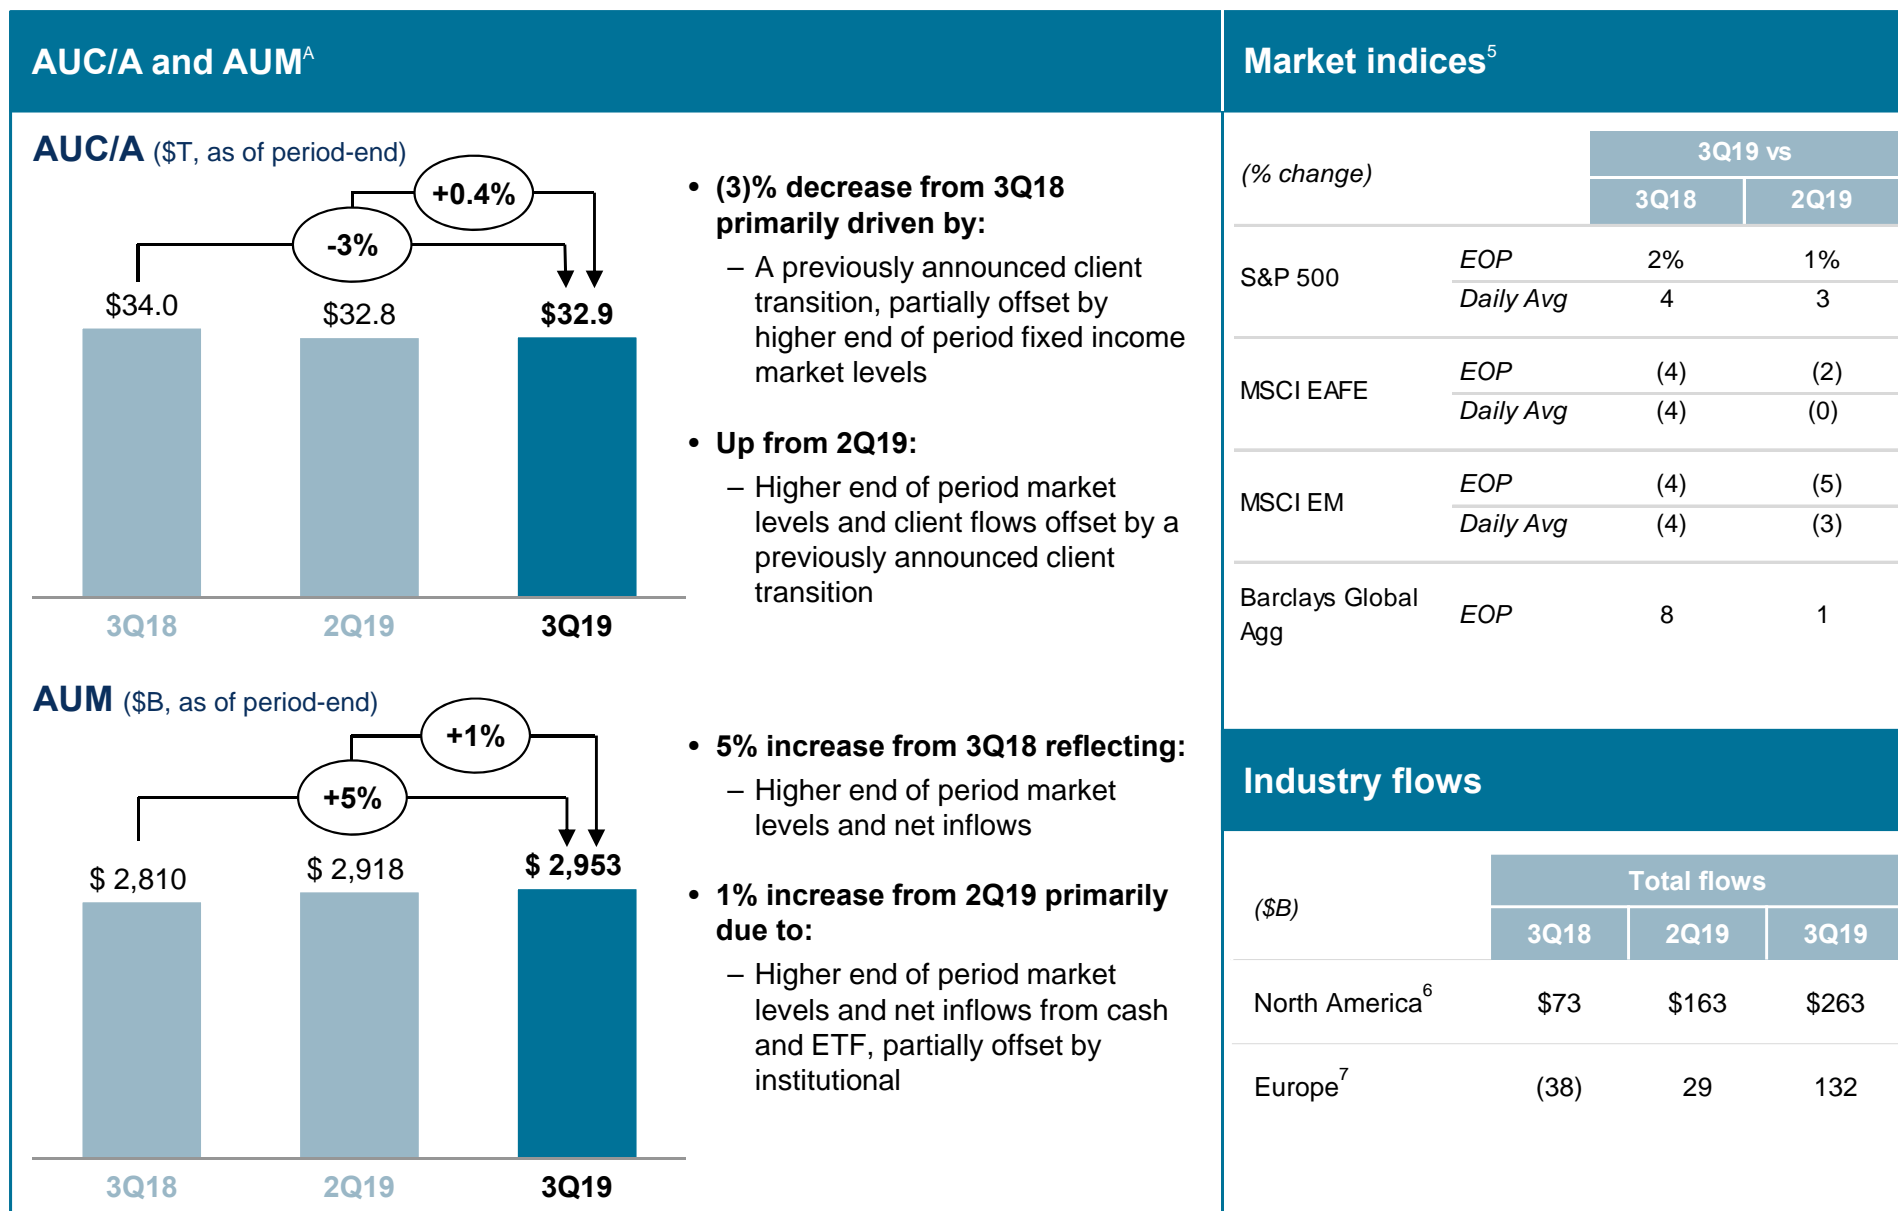 AUC/A and AUMA
AUC/A ($T, as of period-end)
+0.4%
-3%
$34.0
$32.8
$32.9
3Q18
2Q19
3Q19
• (3)% decrease from 3Q18
primarily driven by:
– A previously announced client
transition, partially offset by
higher end of period fixed income
market levels
• Up from 2Q19:
– Higher end of period market
levels and client flows offset by a
previously announced client
transition
AUM ($B, as of period-end)
+1%
+5%
$ 2,810
$ 2,918
$ 2,953
3Q18
2Q19
3Q19
• 5% increase from 3Q18 reflecting:
– Higher end of period market
levels and net inflows
• 1% increase from 2Q19 primarily
due to:
– Higher end of period market
levels and net inflows from cash
and ETF, partially offset by
institutional
Market indices5
(% change)
3Q19 vs
3Q18 2Q19
S&P 500
EOP 2% 1%
Daily Avg 4 3
MSCI EAFE
EOP (4) (2)
Daily Avg (4) (0)
MSCI EM
EOP (4) (5)
Daily Avg (4) (3)
Barclays Global
Agg
EOP 8 1
Industry flows
($B)
Total flows
3Q18 2Q19 3Q19
North America6 $73 $163 $263
Europe7 (38) 29 132